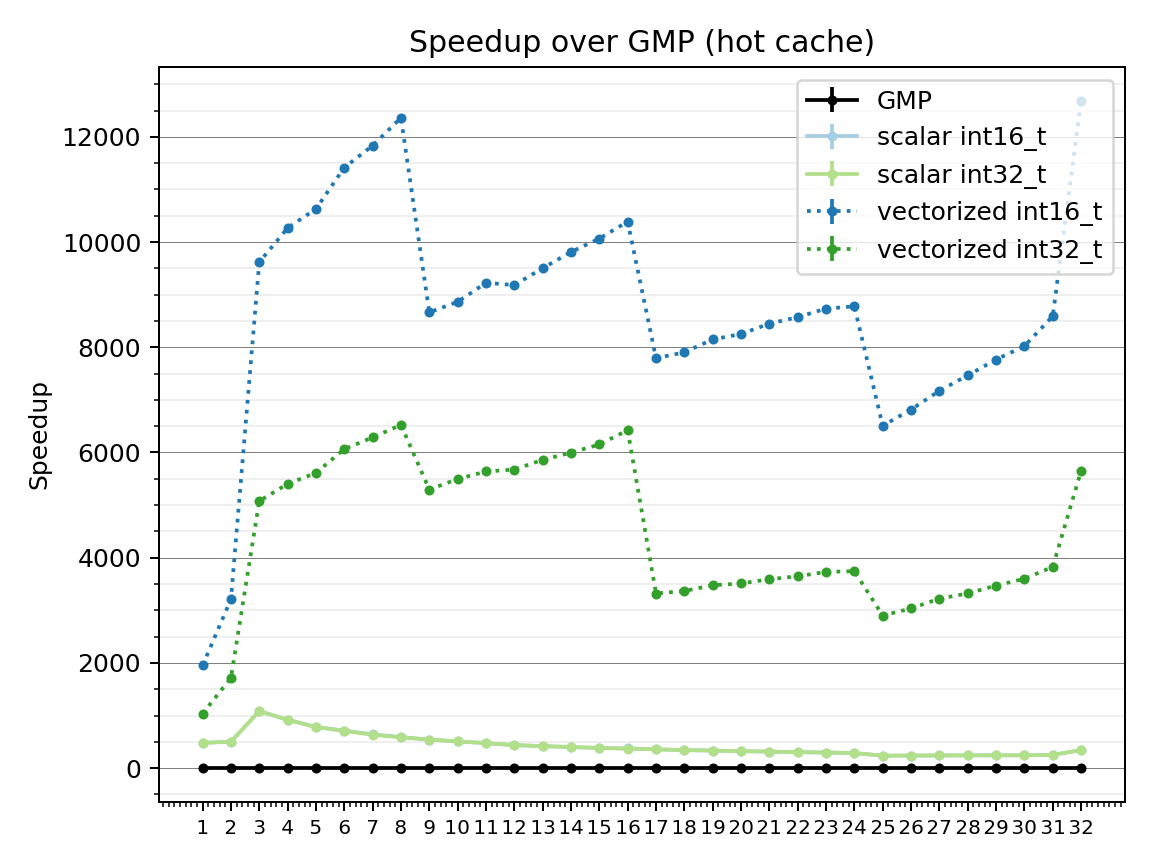 Speedup over GMP (hot cache)
GMP
scalar int16_t
scalar int32_t
vectorized int16_t
vectorized int32_t
12000
10000
8000
6000
4000
2000
0
Speedup
1 2 3 4 5 6 7 8 9 10 11 12 13 14 15 16 17 18 19 20 21 22 23 24 25 26 27 28 29 30 31 32